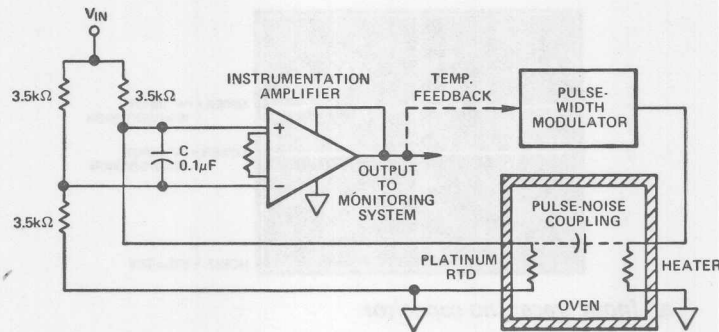 VIN
3.5kΩ
3.5kΩ
INSTRUMENTATION
AMPLIFIER
TEMP.
FEEDBACK
PULSE-
WIDTH
MODULATOR
+
C
0.1µF
−
OUTPUT
TO
MONITORING
SYSTEM
3.5kΩ
PULSE-NOISE
COUPLING
PLATINUM
RTD
HEATER
OVEN